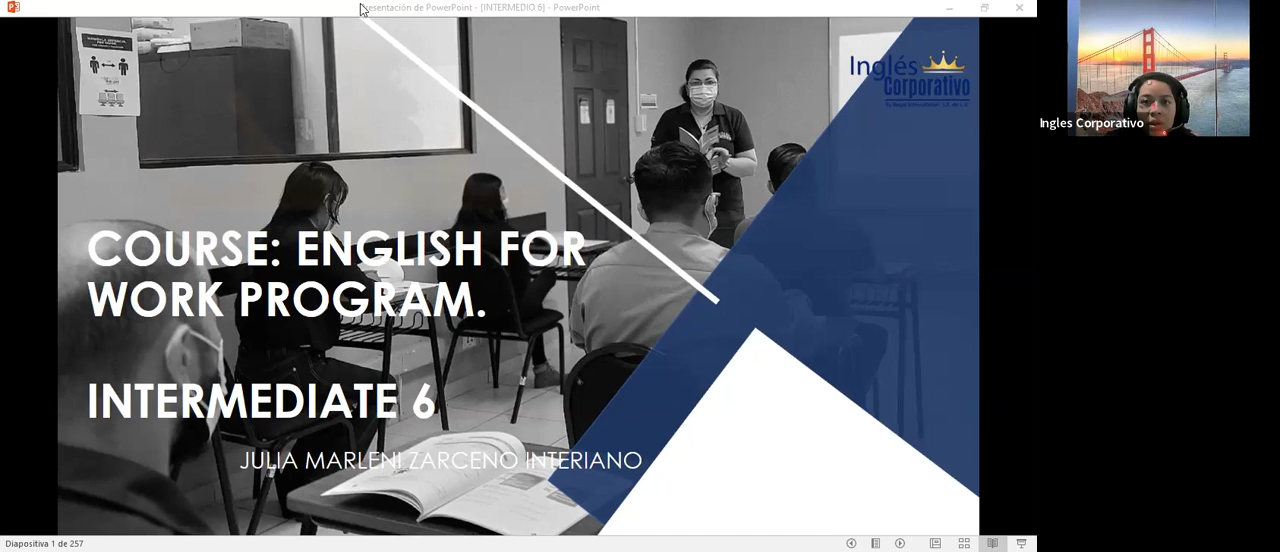 Presentación de PowerPoint - [INTERMEDIO 6] - PowerPoint
Inglés
Corporativo
COURSE: ENGLISH FOR
WORK PROGRAM.
INTERMEDIATE 6
JULIA MARLENI ZARCENO INTERIANO
Ingles Corporativo
Diapositiva 1 de 257